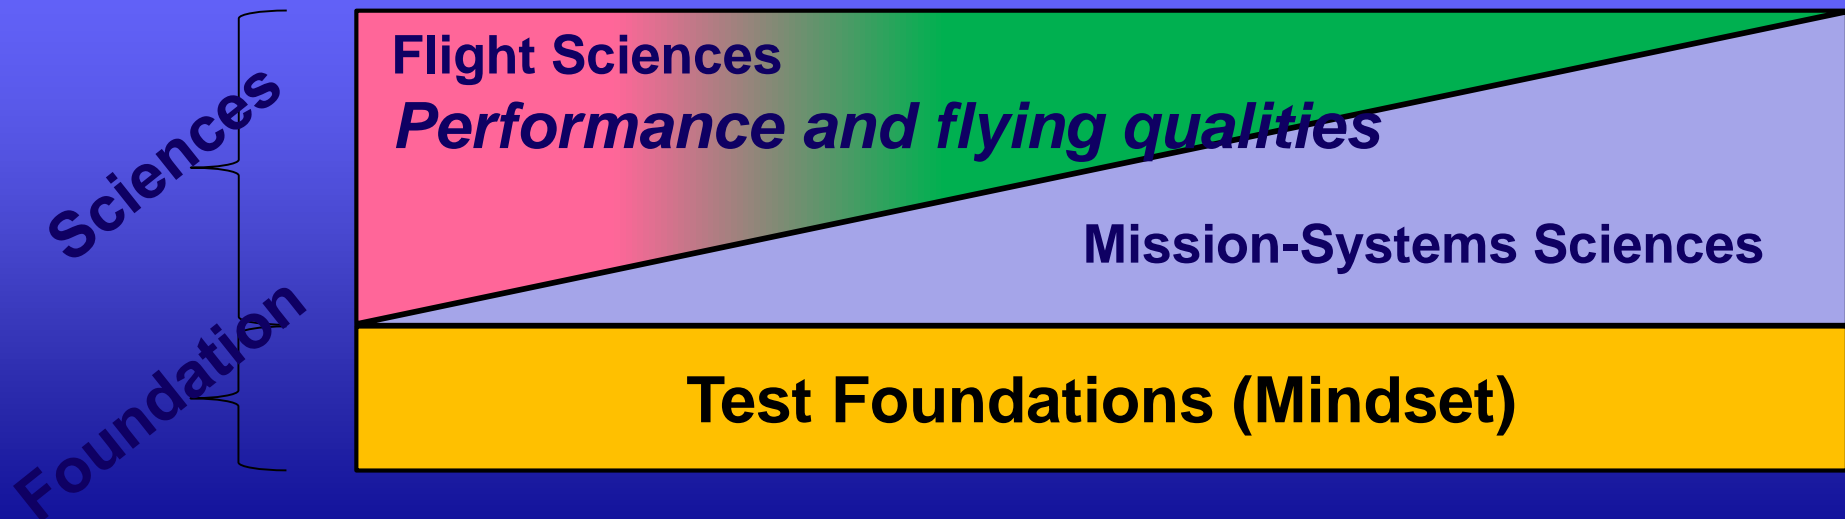 Sciences
Flight Sciences
Performance and flying qualities
Mission-Systems Sciences
Foundation
Test Foundations (Mindset)